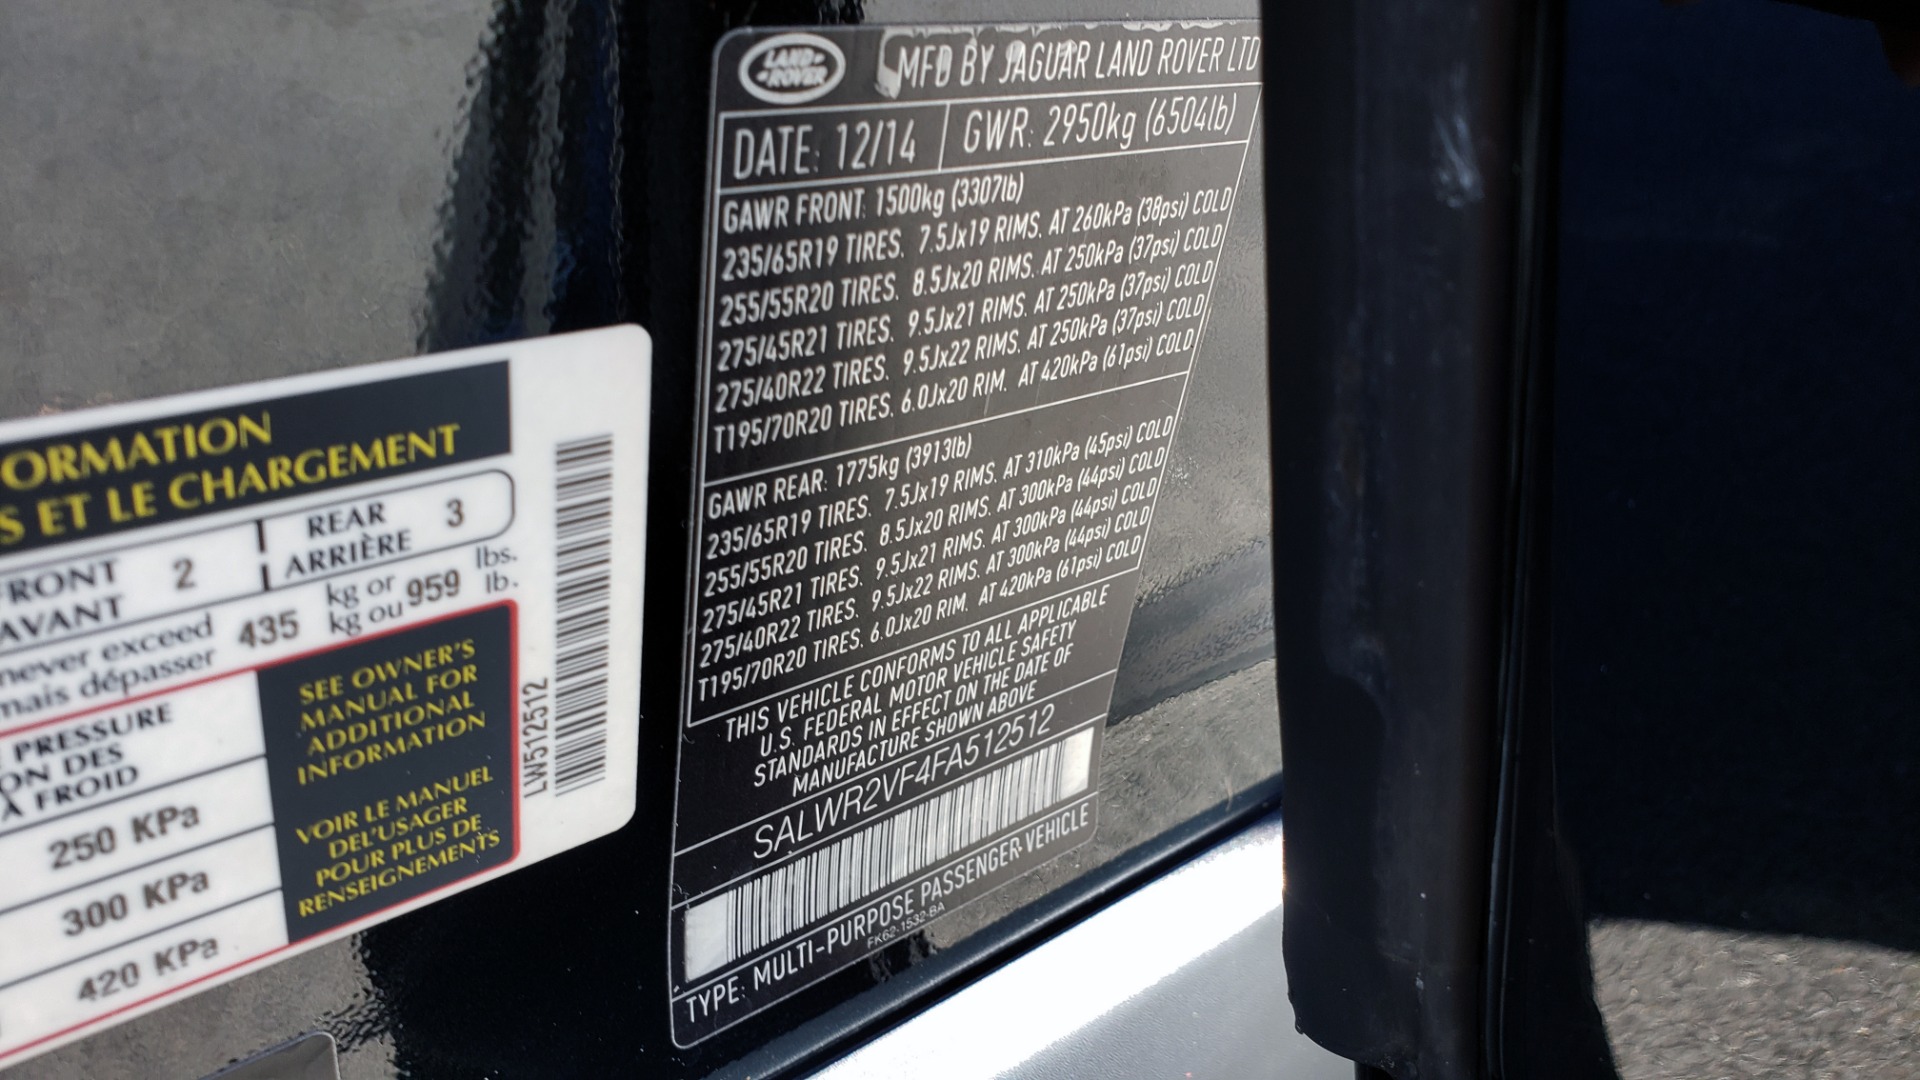 ORMATION
S ET LE CHARGEMENT
FRONT 2 REAR 3
AVANT ARRIÈRE
never exceed 435 kg or 959 lbs.
mais dépasser kg ou lb.
PRESSURE
ON DES
À FROID
250 KPa
300 KPa
420 KPa
SEE OWNER'S
MANUAL FOR
ADDITIONAL
INFORMATION
VOIR LE MANUEL
DEL'USAGER
POUR PLUS DE
RENSEIGNEMENTS
LW512512
LAND ROVER
MFD BY JAGUAR LAND ROVER LTD
DATE: 12/14 GWR: 2950kg (6504lb)
GAWR FRONT: 1500kg (3307lb)
235/65R19 TIRES. 7.5Jx19 RIMS. AT 260kPa (38psi) COLD
255/55R20 TIRES. 8.5Jx20 RIMS. AT 250kPa (37psi) COLD
275/45R21 TIRES. 9.5Jx21 RIMS. AT 250kPa (37psi) COLD
275/40R22 TIRES. 9.5Jx22 RIMS. AT 250kPa (37psi) COLD
T195/70R20 TIRES. 6.0Jx20 RIM. AT 420kPa (61psi) COLD
GAWR REAR: 1775kg (3913lb)
235/65R19 TIRES. 7.5Jx19 RIMS. AT 310kPa (45psi) COLD
255/55R20 TIRES. 8.5Jx20 RIMS. AT 300kPa (44psi) COLD
275/45R21 TIRES. 9.5Jx21 RIMS. AT 300kPa (44psi) COLD
275/40R22 TIRES. 9.5Jx22 RIMS. AT 300kPa (44psi) COLD
T195/70R20 TIRES. 6.0Jx20 RIM. AT 420kPa (61psi) COLD
THIS VEHICLE CONFORMS TO ALL APPLICABLE
U.S. FEDERAL MOTOR VEHICLE SAFETY
STANDARDS IN EFFECT ON THE DATE OF
MANUFACTURE SHOWN ABOVE
SALWR2VF4FA512512
TYPE: MULTI-PURPOSE PASSENGER VEHICLE
FK62-1532-BA